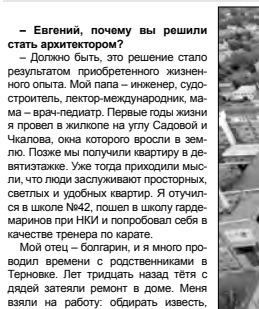 – Евгений, почему вы решили
стать архитектором?
– Должно быть, это решение стало
результатом приобретенного жизнен-
ного опыта. Мой папа – инженер, судо-
строитель, лектор-международник, ма-
ма – врач-педиатр. Первые годы жизни
я провел в жилкопе на углу Садовой и
Чкалова, окна которого вросли в зем-
лю. Позже мы получили квартиру в де-
вятиэтажке. Уже тогда приходили мыс-
ли, что люди заслуживают просторных,
светлых и удобных квартир. Я отучил-
ся в школе №42, пошел в школу гарде-
маринов при НКИ и попробовал себя в
качестве тренера по карате.
Мой отец – болгарин, и я много про-
водил времени с родственниками в
Терновке. Лет тридцать назад тётя с
дядей затеяли ремонт в доме. Меня
взяли на работу: обдирать известь,